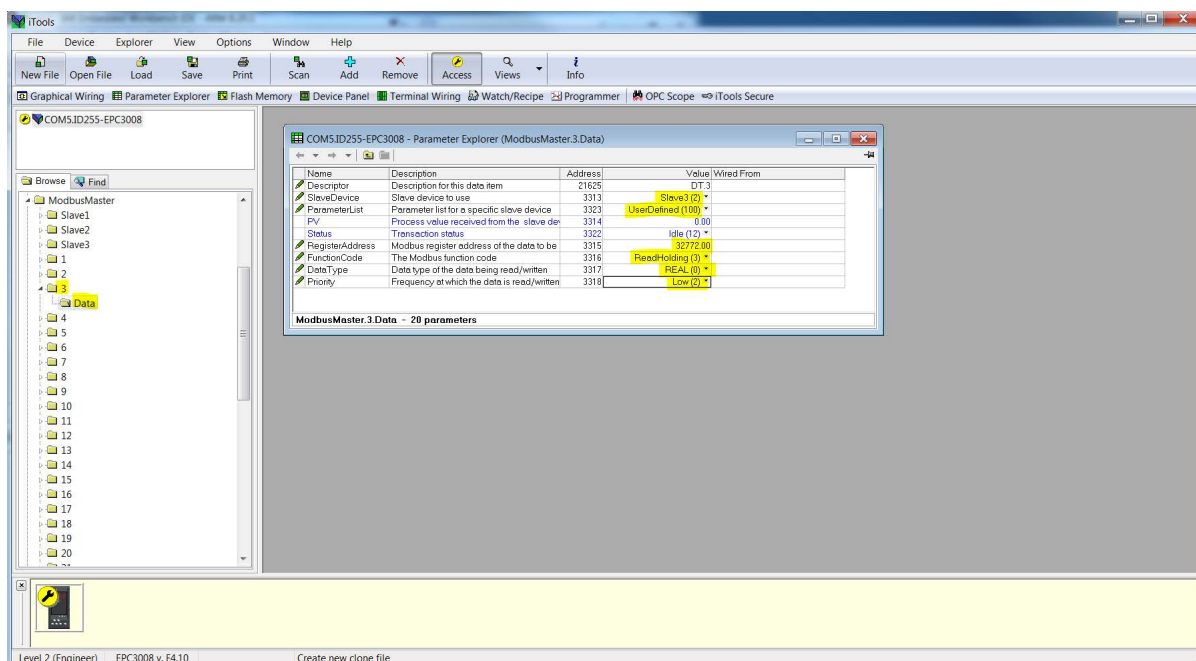 iTools
File Device Explorer View Options Window Help
New File Open File Load Save Print Scan Add Remove Access Views Info
Graphical Wiring Parameter Explorer Flash Memory Device Panel Terminal Wiring Watch/Recipe Programmer OPC Scope iTools Secure
COM5.ID255-EPC3008
Browse Find
ModbusMaster
Slave1
Slave2
Slave3
1
2
3
Data
4
5
6
7
8
9
10
11
12
13
14
15
16
17
18
19
20
COM5.ID255-EPC3008 - Parameter Explorer (ModbusMaster.3.Data)
Name Description Address Value Wired From
Descriptor Description for this data item 21625 DT.3
SlaveDevice Slave device to use 3313 Slave3 (2)
ParameterList Parameter list for a specific slave device 3323 UserDefined (100)
PV Process value received from the slave de 3314 0.00
Status Transaction status 3322 Idle (12)
RegisterAddress Modbus register address of the data to be 3315 32772.00
FunctionCode The Modbus function code 3316 ReadHolding (3)
DataType Data type of the data being read/written 3317 REAL (0)
Priority Frequency at which the data is read/written 3318 Low (2)
ModbusMaster.3.Data - 20 parameters
Level 2 (Engineer) EPC3008 v. E4.10 Create new clone file